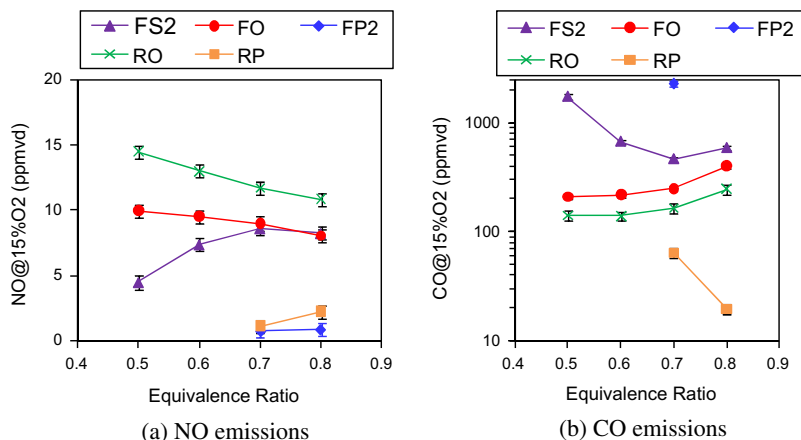 FS2 FO FP2
RO RP
20
15
10
5
0
0.4 0.5 0.6 0.7 0.8 0.9
NO@15%O2 (ppmvd)
Equivalence Ratio
(a) NO emissions
FS2 FO FP2
RO RP
1000
100
10
0.4 0.5 0.6 0.7 0.8 0.9
CO@15%O2 (ppmvd)
Equivalence Ratio
(b) CO emissions